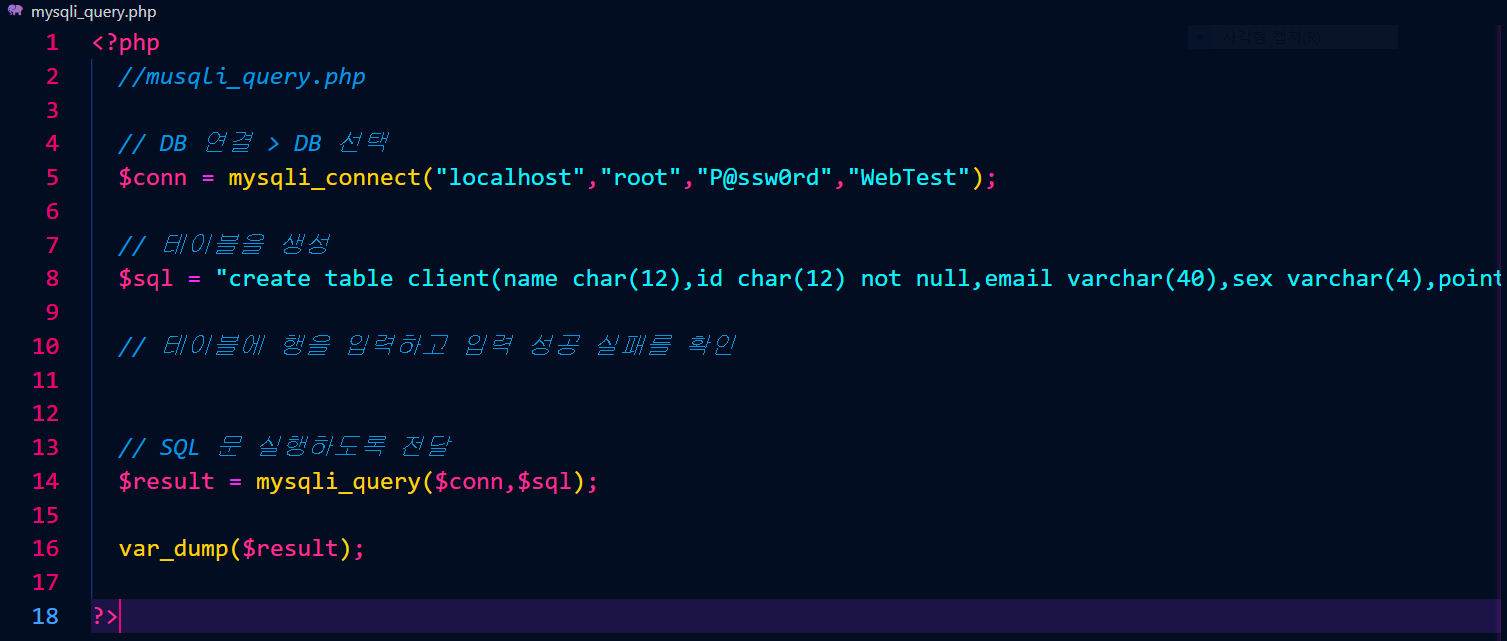 mysqli_query.php
1 <?php
2 //musqli_query.php
3
4 // DB 연결 > DB 선택
5 $conn = mysqli_connect("localhost","root","P@ssw0rd","WebTest");
6
7 // 테이블을 생성
8 $sql = "create table client(name char(12),id char(12) not null,email varchar(40),sex varchar(4),point
9
10 // 테이블에 행을 입력하고 입력 성공 실패를 확인
11
12
13 // SQL 문 실행하도록 전달
14 $result = mysqli_query($conn,$sql);
15
16 var_dump($result);
17
18 ?>